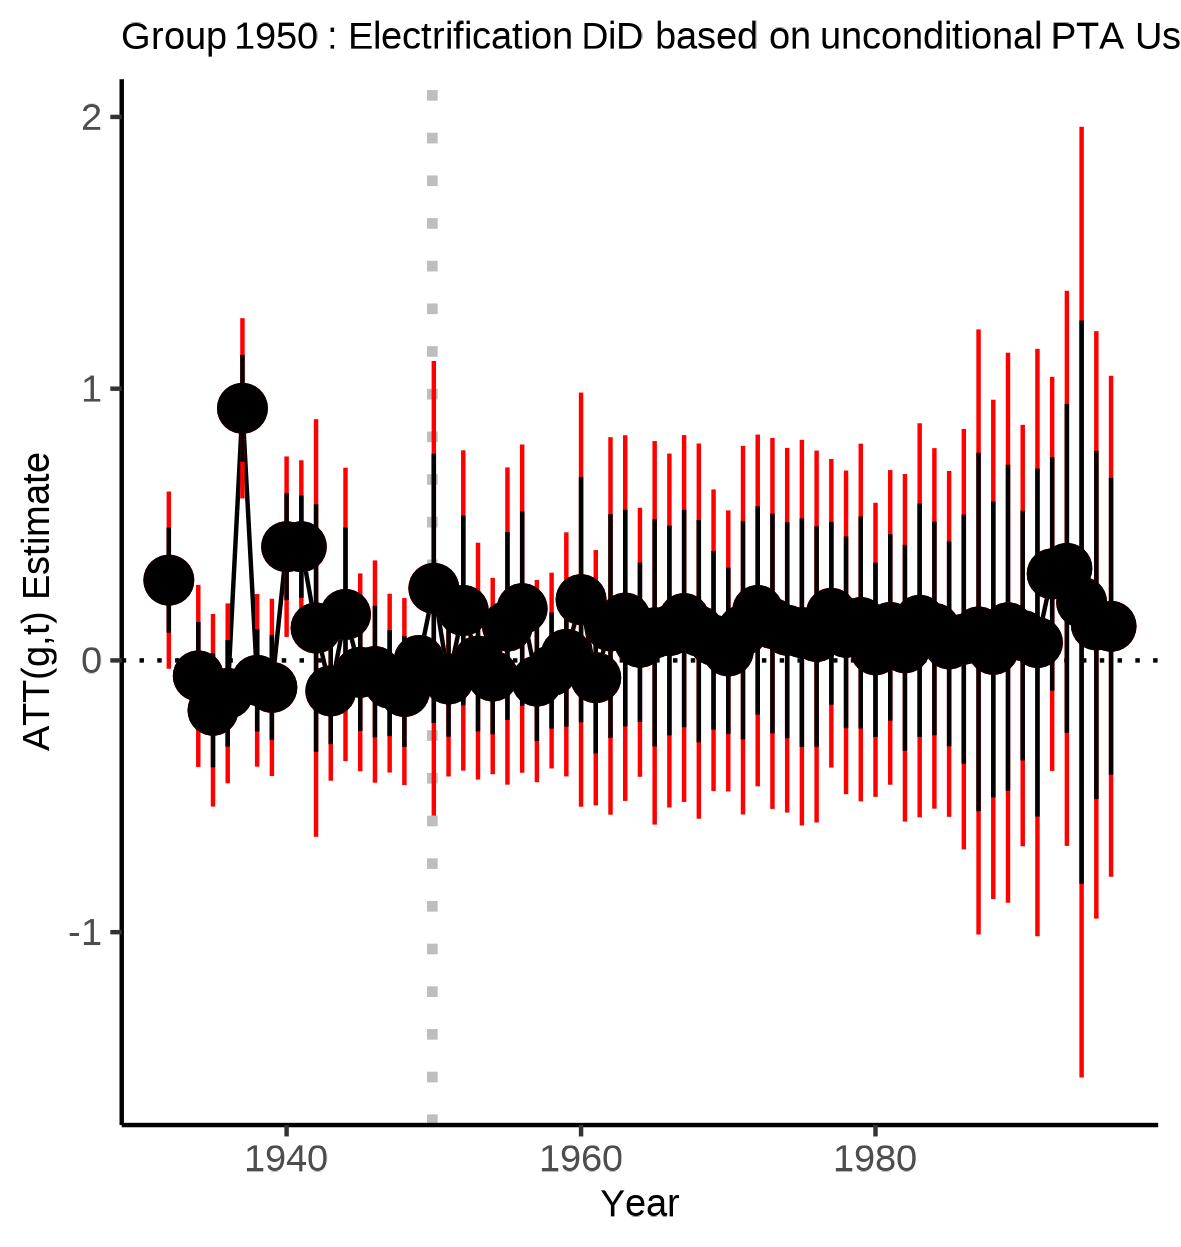 Group 1950 : Electrification DiD based on unconditional PTA Us
2
1
0
-1
ATT(g,t) Estimate
1940
1960
1980
Year